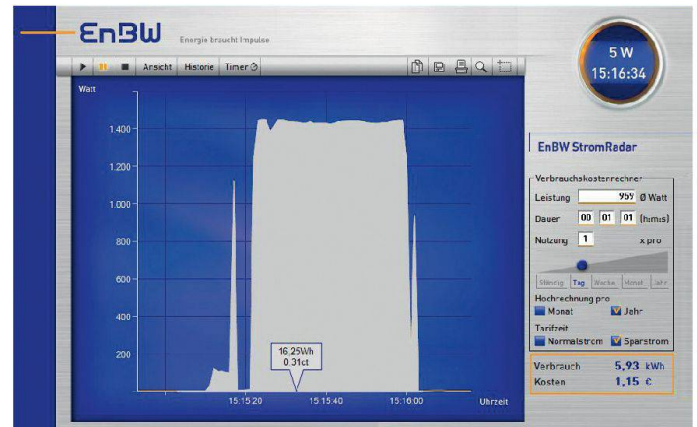 EnBW
Energie braucht Impulse
5 W
15:16:34
Ansicht Historie Timer
Watt
1.400
1.200
1.000
800
600
400
200
16,25Wh
0.31ct
15:15 20 15.15:40 15:16:00 Uhrzeit
EnBW StromRadar
Verbrauchskostenrechner
Leistung 959 Ø Watt
Dauer 00 01 01 (h:m:s)
Nutzung 1 x pro
Ständig Tag Woche Monat Jahr
Hochrechnung pro
Monat Jahr
Tarifzeit
Normalstrom Sparstrom
Verbrauch 5,93 kWh
Kosten 1,15 €